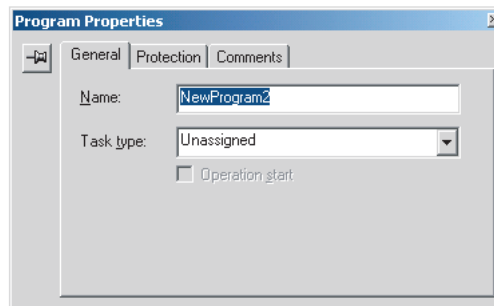 Program Properties
General Protection Comments
Name: NewProgram2
Task type: Unassigned
Operation start